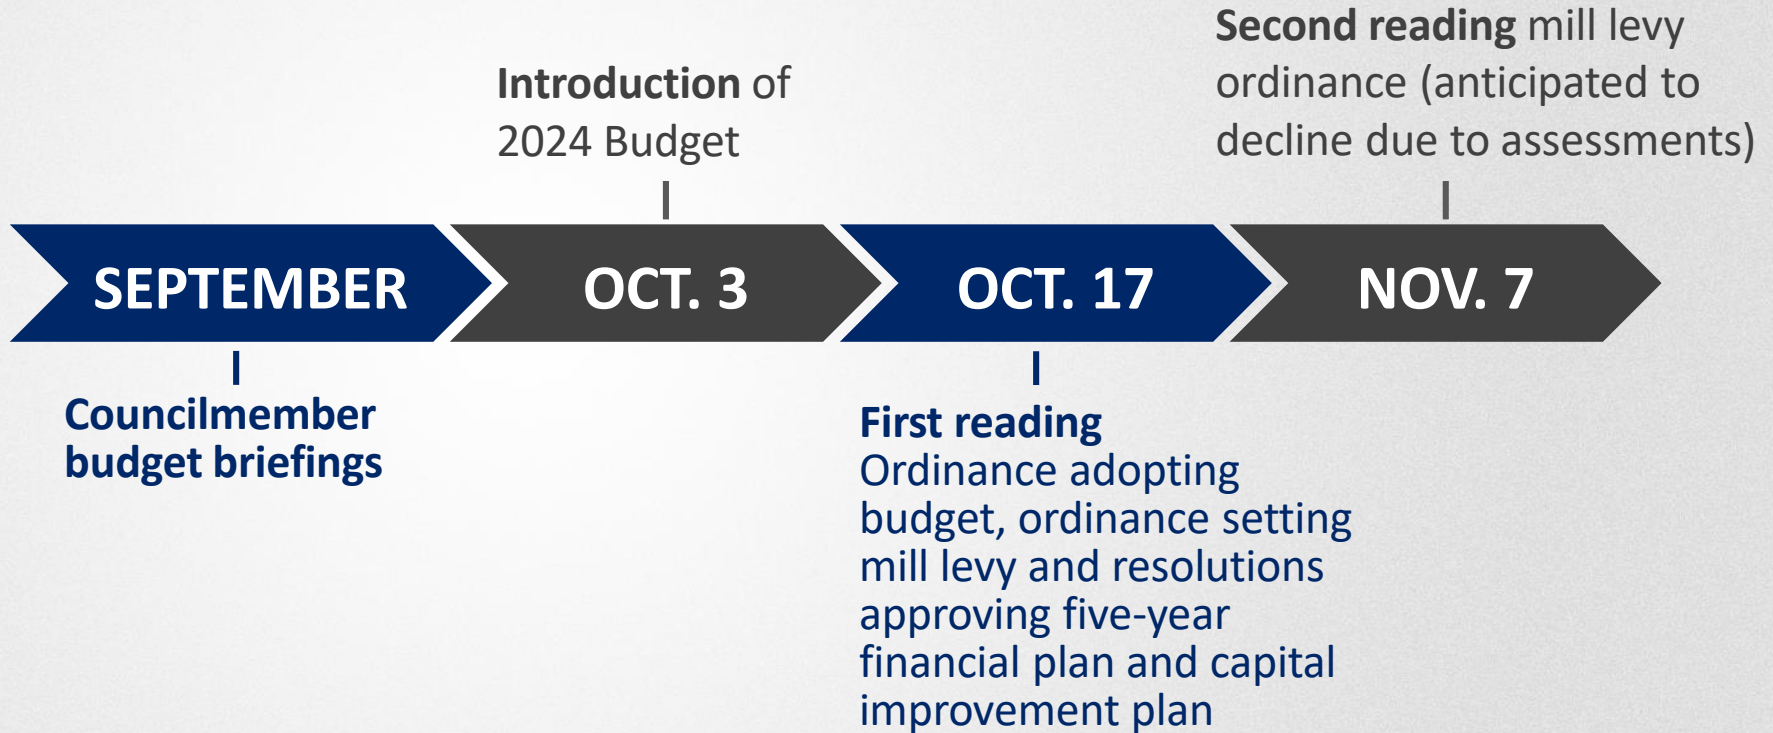 Second reading mill levy
ordinance (anticipated to
decline due to assessments)
Introduction of
2024 Budget
SEPTEMBER
OCT. 3
OCT. 17
NOV. 7
Councilmember
budget briefings
First reading
Ordinance adopting
budget, ordinance setting
mill levy and resolutions
approving five-year
financial plan and capital
improvement plan